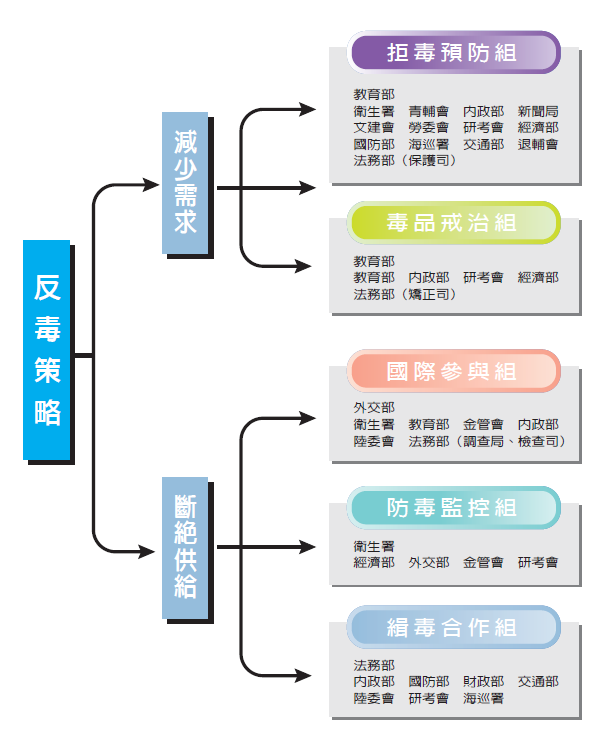 反毒策略
減少需求
拒毒預防組
教育部
衛生署 青輔會 內政部 新聞局
文建會 勞委會 研考會 經濟部
國防部 海巡署 交通部 退輔會
法務部（保護司）
毒品戒治組
教育部
教育部 內政部 研考會 經濟部
法務部（矯正司）
斷絕供給
國際參與組
外交部
衛生署 教育部 金管會 內政部
陸委會 法務部（調查局、檢查司）
防毒監控組
衛生署
經濟部 外交部 金管會 研考會
緝毒合作組
法務部
內政部 國防部 財政部 交通部
陸委會 研考會 海巡署